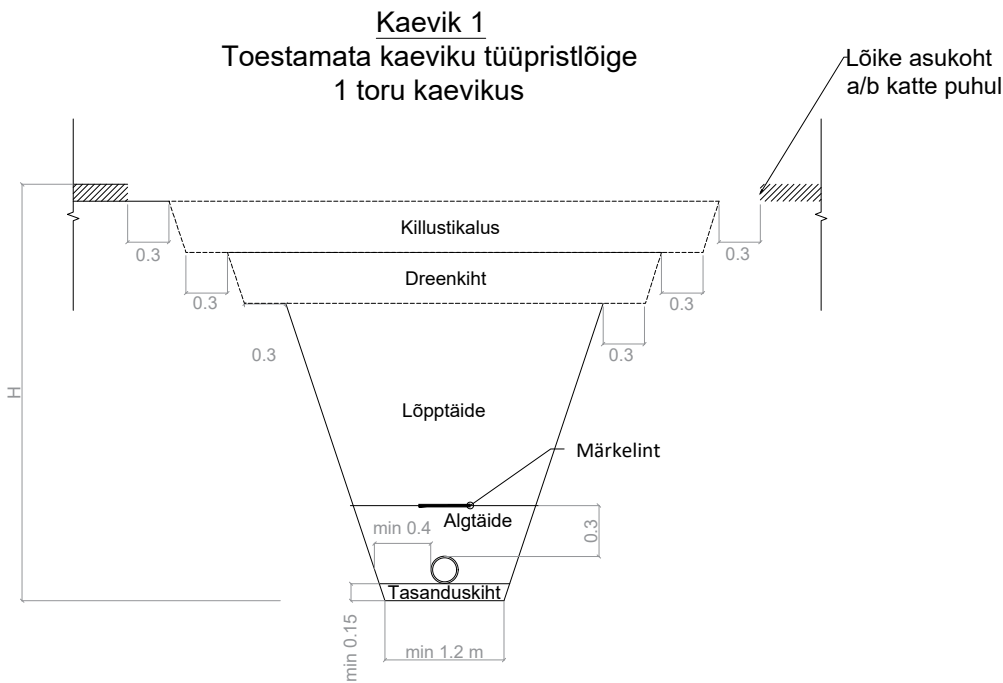 Kaevik 1
Toestamata kaeviku tüüpristlõige
1 toru kaevikus
Lõike asukoht
a/b katte puhul
Killustikalus
0.3
0.3
Dreenkiht
0.3
0.3
0.3
0.3
H
Lõpptäide
Märkelint
Algtäide
min 0.4
0.3
Tasanduskiht
min 0.15
min 1.2 m